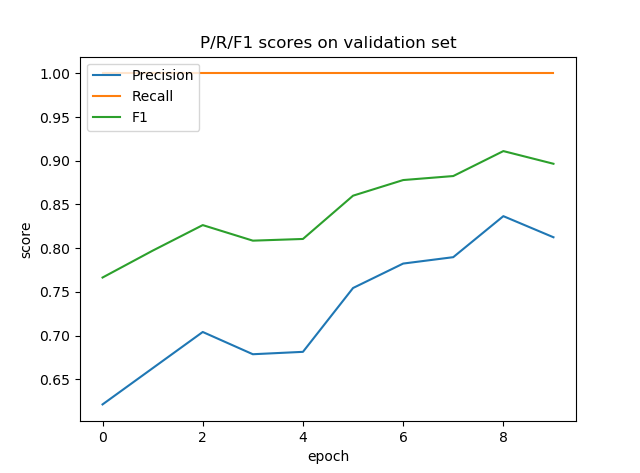 P/R/F1 scores on validation set
1.00
0.95
0.90
0.85
0.80
0.75
0.70
0.65
score
Precision
Recall
F1
0 2 4 6 8
epoch